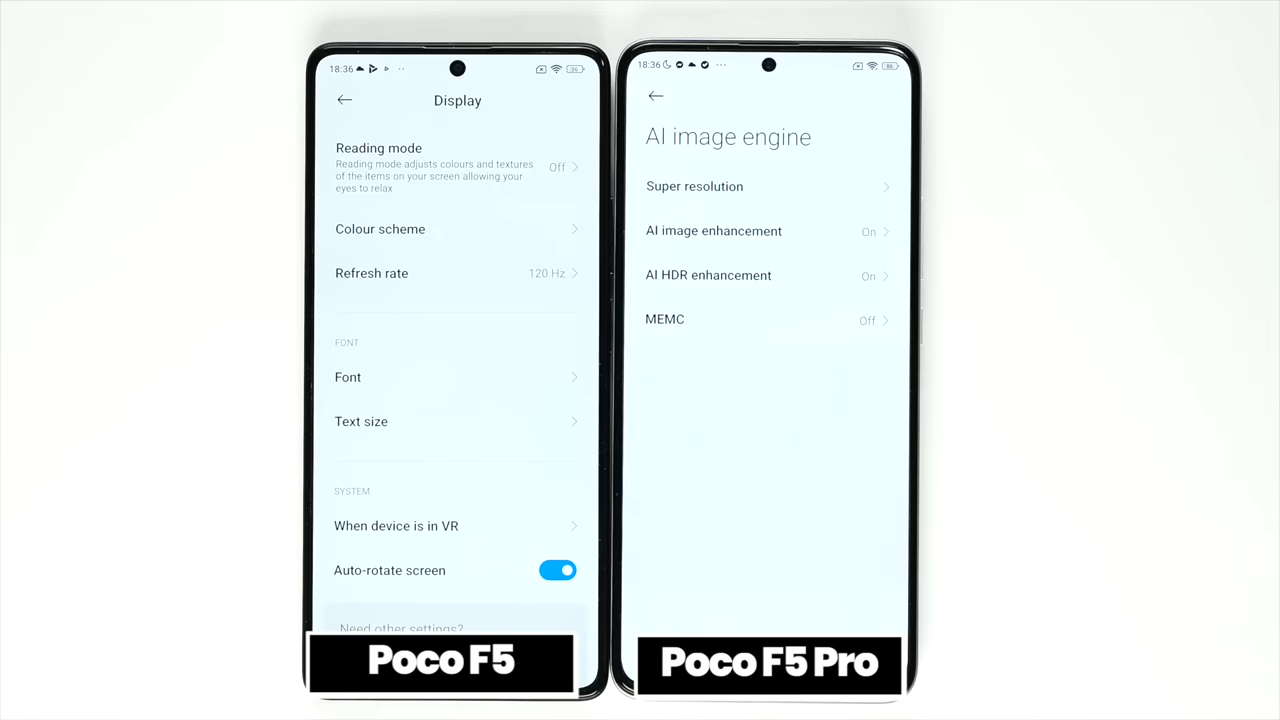 18:36
36
Display
Reading mode
Reading mode adjusts colours and textures
of the items on your screen allowing your
eyes to relax
Off
Colour scheme
Refresh rate
120 Hz
FONT
Font
Text size
SYSTEM
When device is in VR
Auto-rotate screen
Need other settings?
Poco F5
18:36
86
AI image engine
Super resolution
AI image enhancement
On
AI HDR enhancement
On
MEMC
Off
Poco F5 Pro